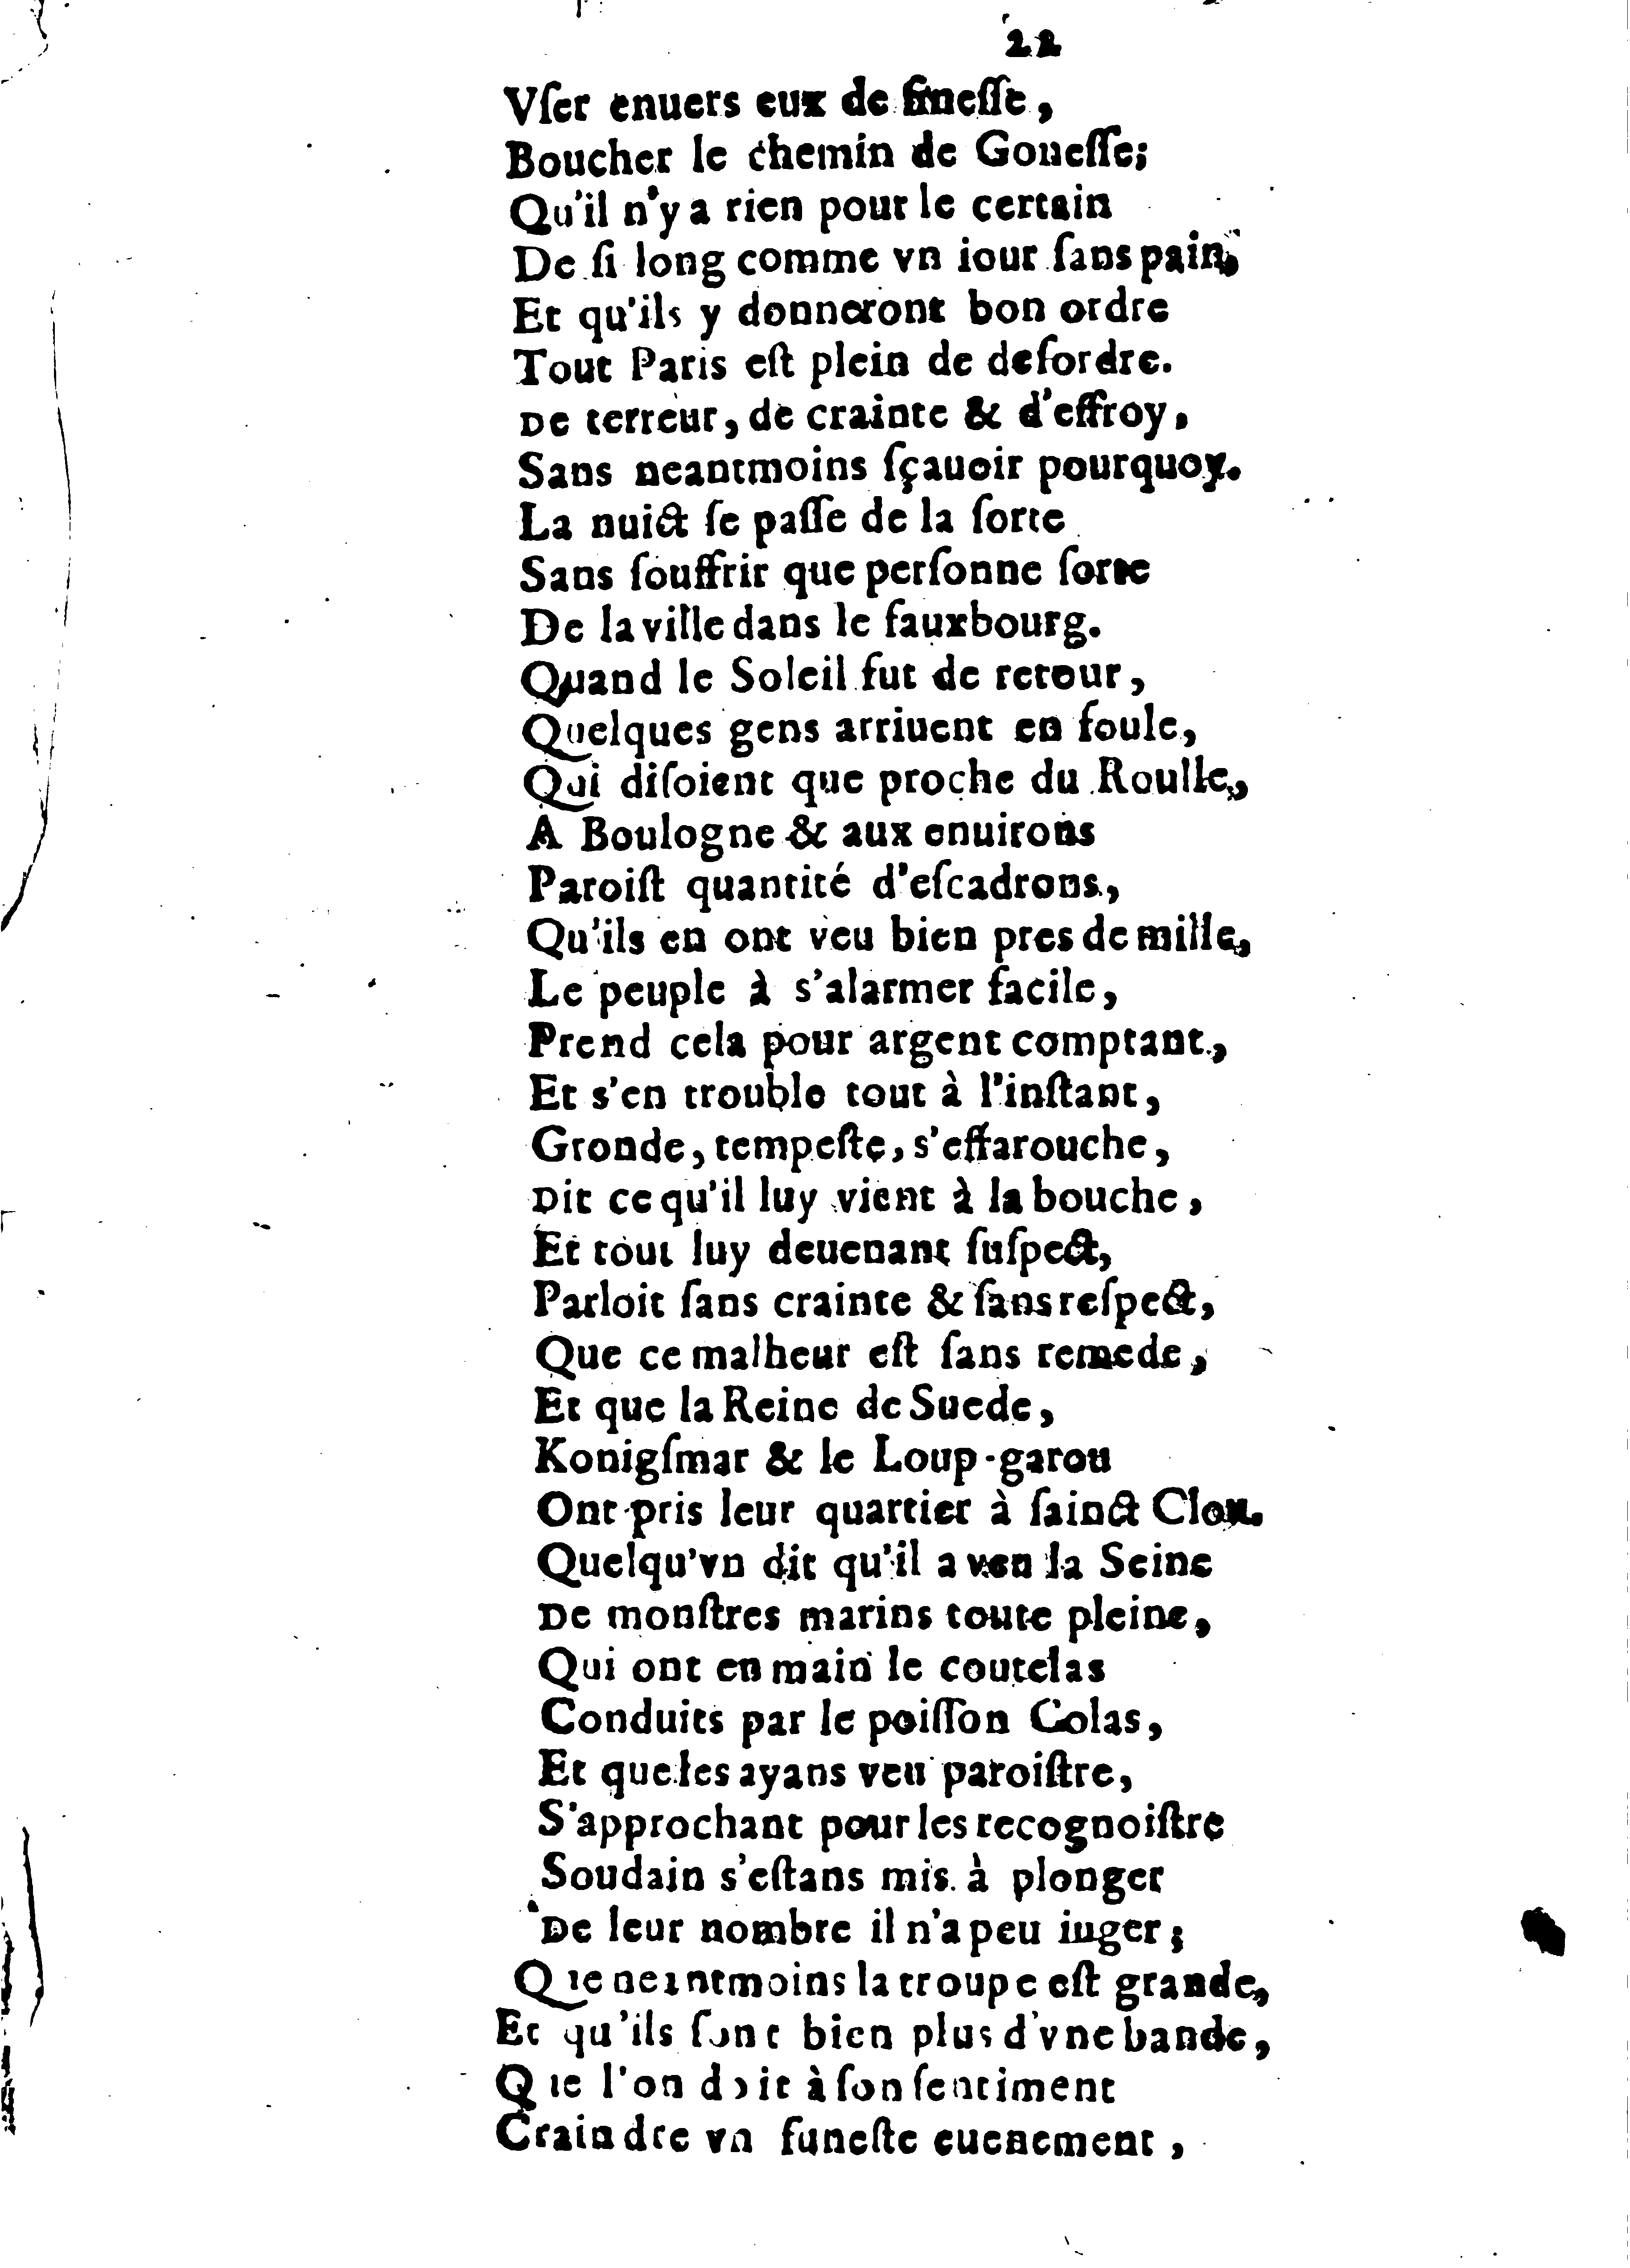 22
Vſer enuers eux de fineſſe,
Boucher le chemin de Goueſſe;
Qu'il n'y a rien pour le certain
De ſi long comme vn iour ſans pain,
Et qu'ils y donneront bon ordre
Tout Paris eſt plein de deſordre.
De terreur, de crainte & d'effroy,
Sans neantmoins ſçauoir pourquoy.
La nuict ſe paſſe de la ſorte
Sans ſouffrir que perſonne ſorte
De la ville dans le fauxbourg.
Quand le Soleil fut de retour,
Quelques gens arriuent en foule,
Qui diſoient que proche du Roulle,
A Boulogne & aux enuirons
Paroiſt quantité d'eſcadrons,
Qu'ils en ont veu bien pres de mille,
Le peuple à s'alarmer facile,
Prend cela pour argent comptant,
Et s'en trouble tout à l'inſtant,
Gronde, tempeſte, s'effarouche,
Dit ce qu'il luy vient à la bouche,
Et tout luy deuenant ſuſpect,
Parloit ſans crainte & ſans reſpect,
Que ce malheur eſt ſans remede,
Et que la Reine de Suede,
Konigſmar & le Loup-garou
Ont pris leur quartier à ſainct Clou.
Quelqu'vn dit qu'il a veu la Seine
De monſtres marins toute pleine,
Qui ont en main le coutelas
Conduits par le poiſſon Colas,
Et que les ayans veu paroiſtre,
S'approchant pour les recognoiſtre
Soudain s'eſtans mis à plonger
De leur nombre il n'a peu iuger;
Que neantmoins la troupe eſt grande,
Et qu'ils ſont bien plus d'vne bande,
Que l'on doit à ſon ſentiment
Craindre vn funeſte euenement,